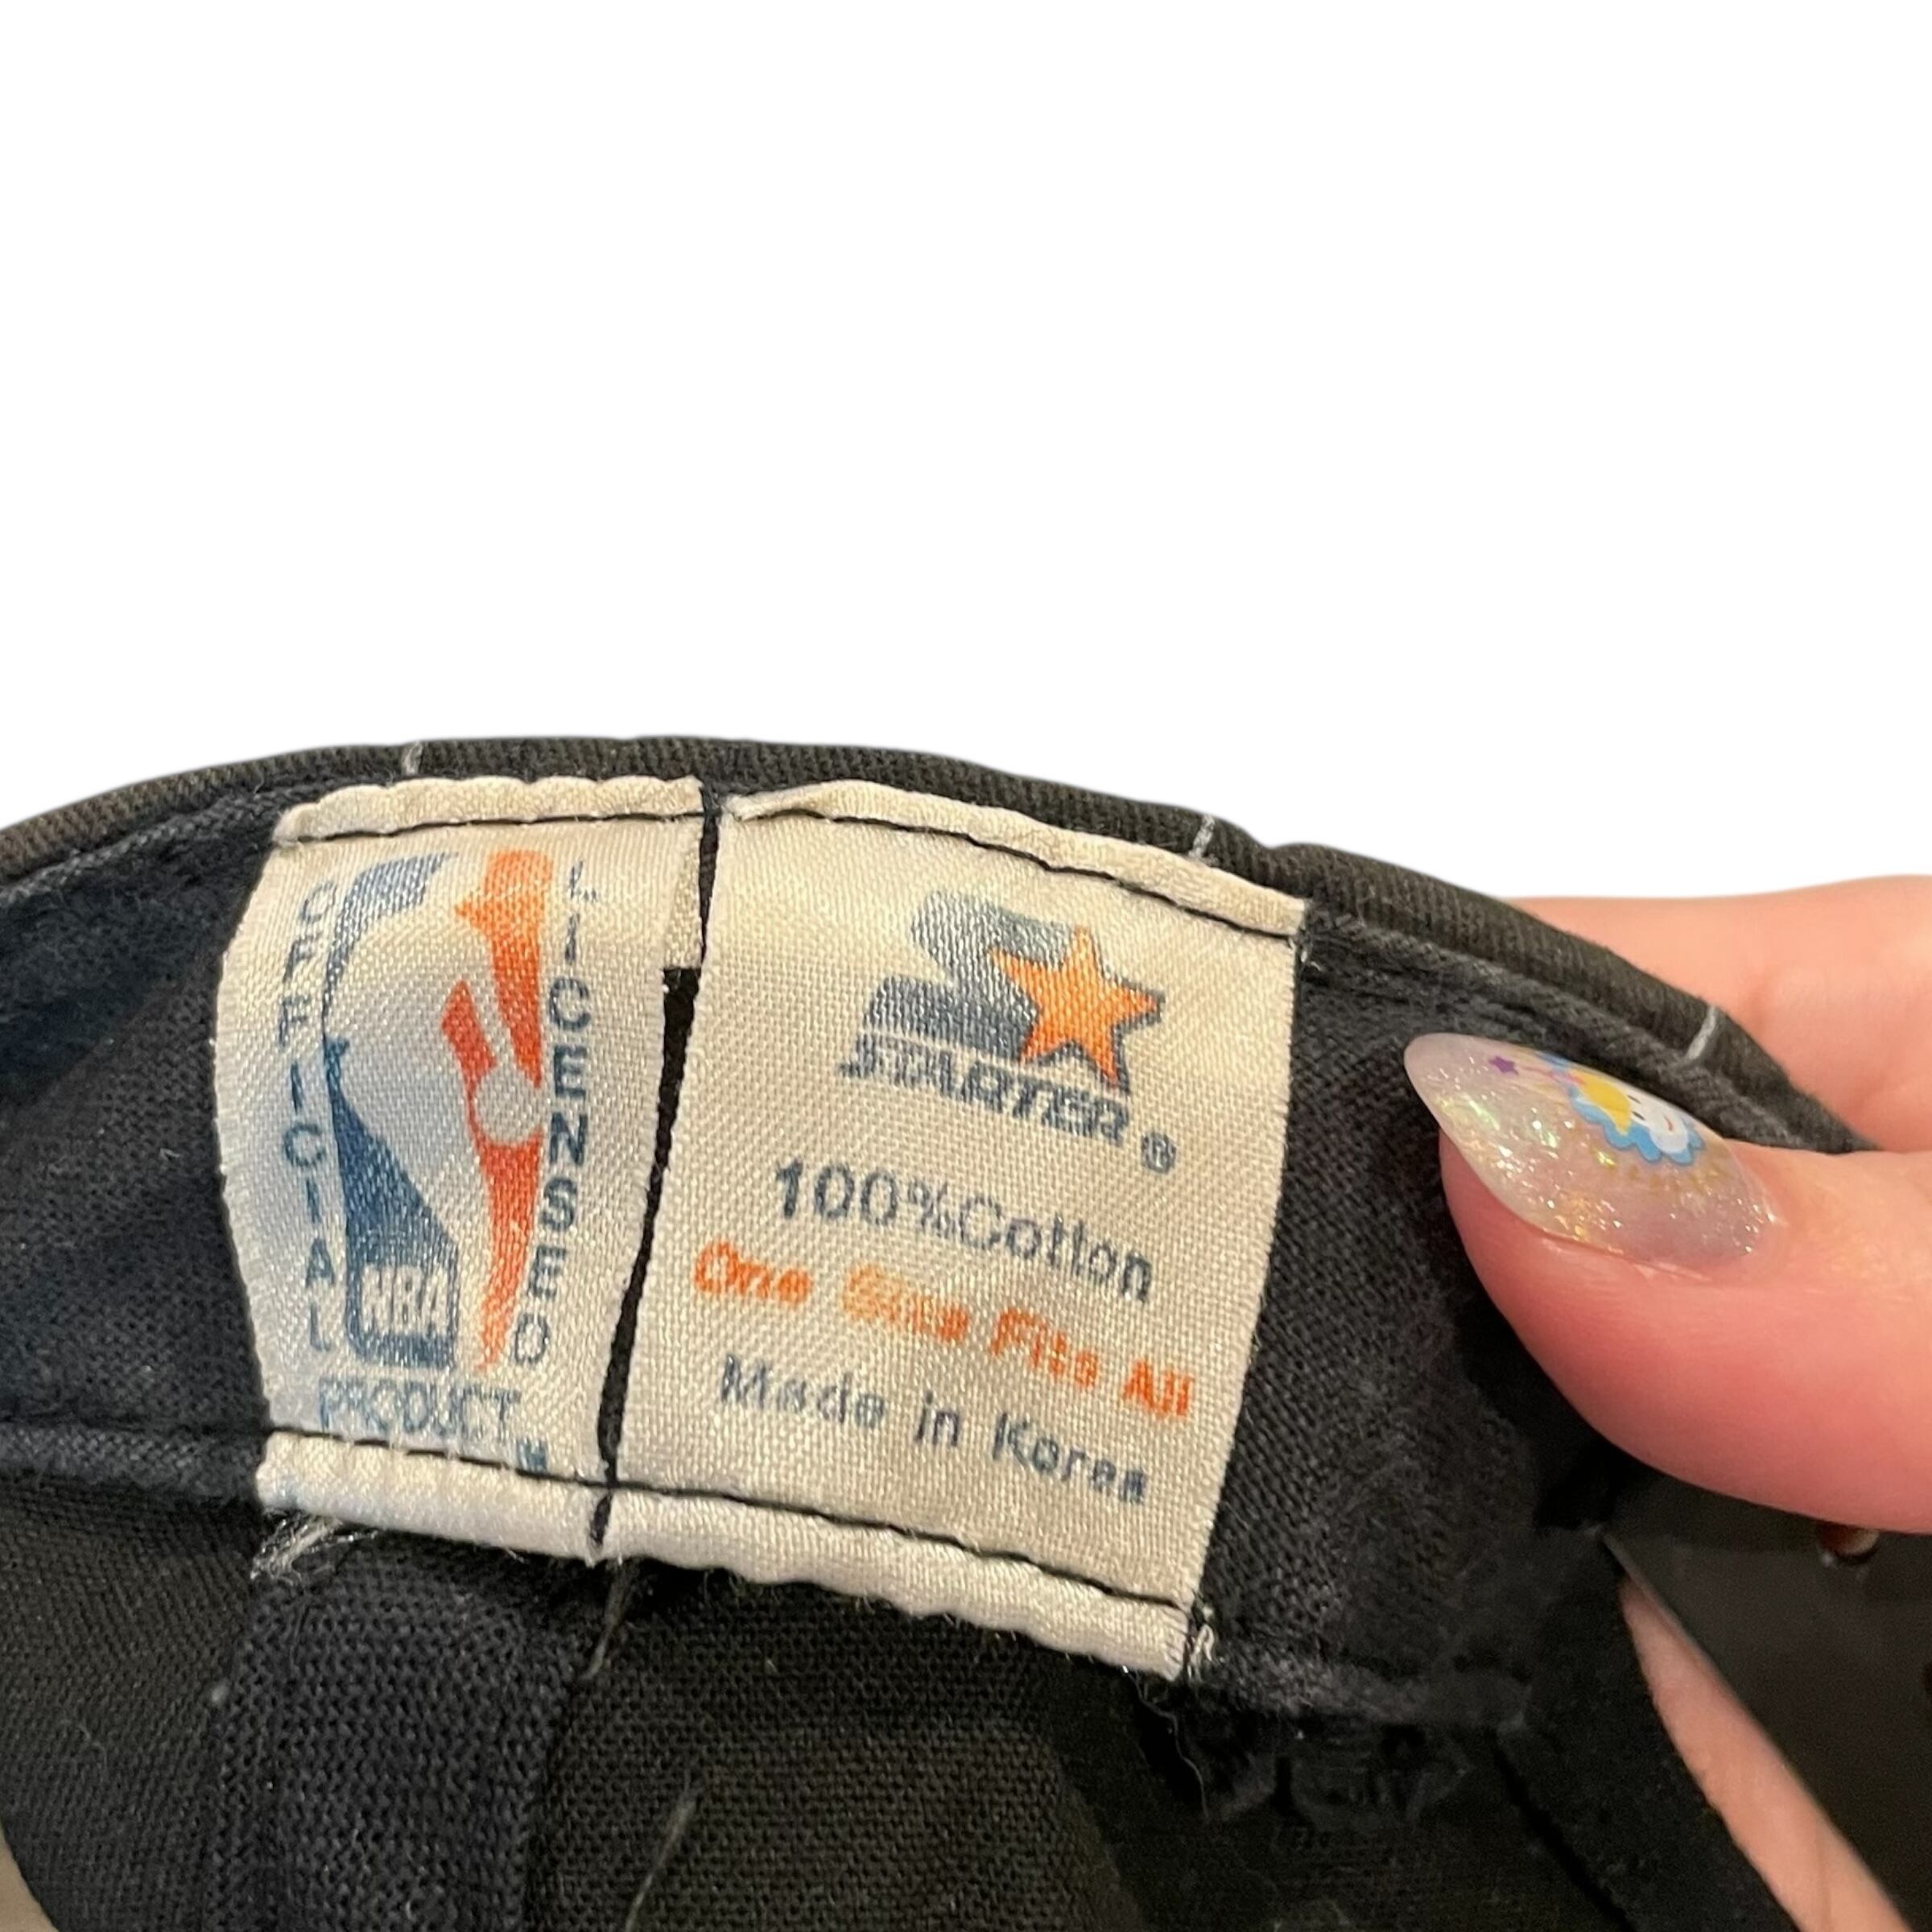 OFFICIAL
LICENSED
NBA
PRODUCT
STARTER®
100%Cotton
One Size Fits All
Made in Korea